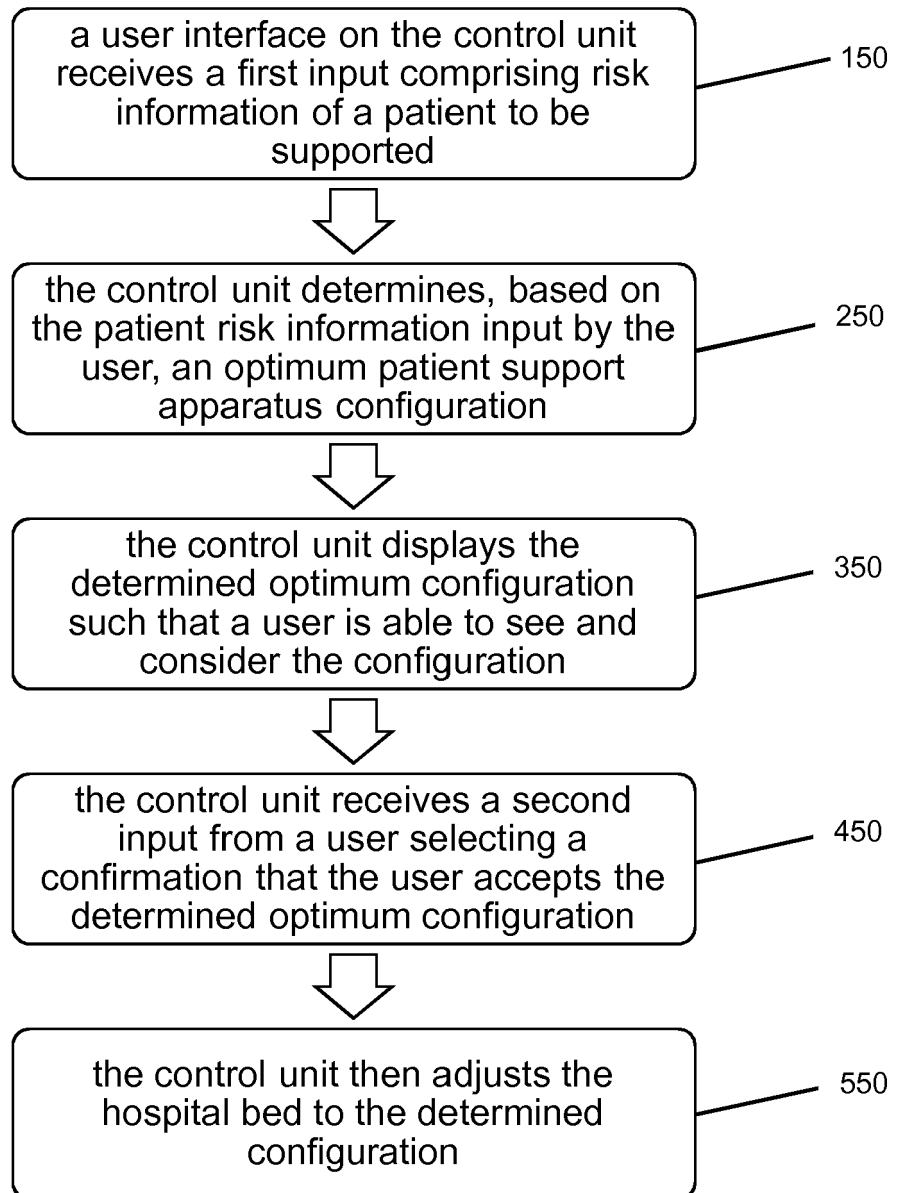 a user interface on the control unit
receives a first input comprising risk
information of a patient to be
supported
150
the control unit determines, based on
the patient risk information input by the
user, an optimum patient support
apparatus configuration
250
the control unit displays the
determined optimum configuration
such that a user is able to see and
consider the configuration
350
the control unit receives a second
input from a user selecting a
confirmation that the user accepts the
determined optimum configuration
450
the control unit then adjusts the
hospital bed to the determined
configuration
550